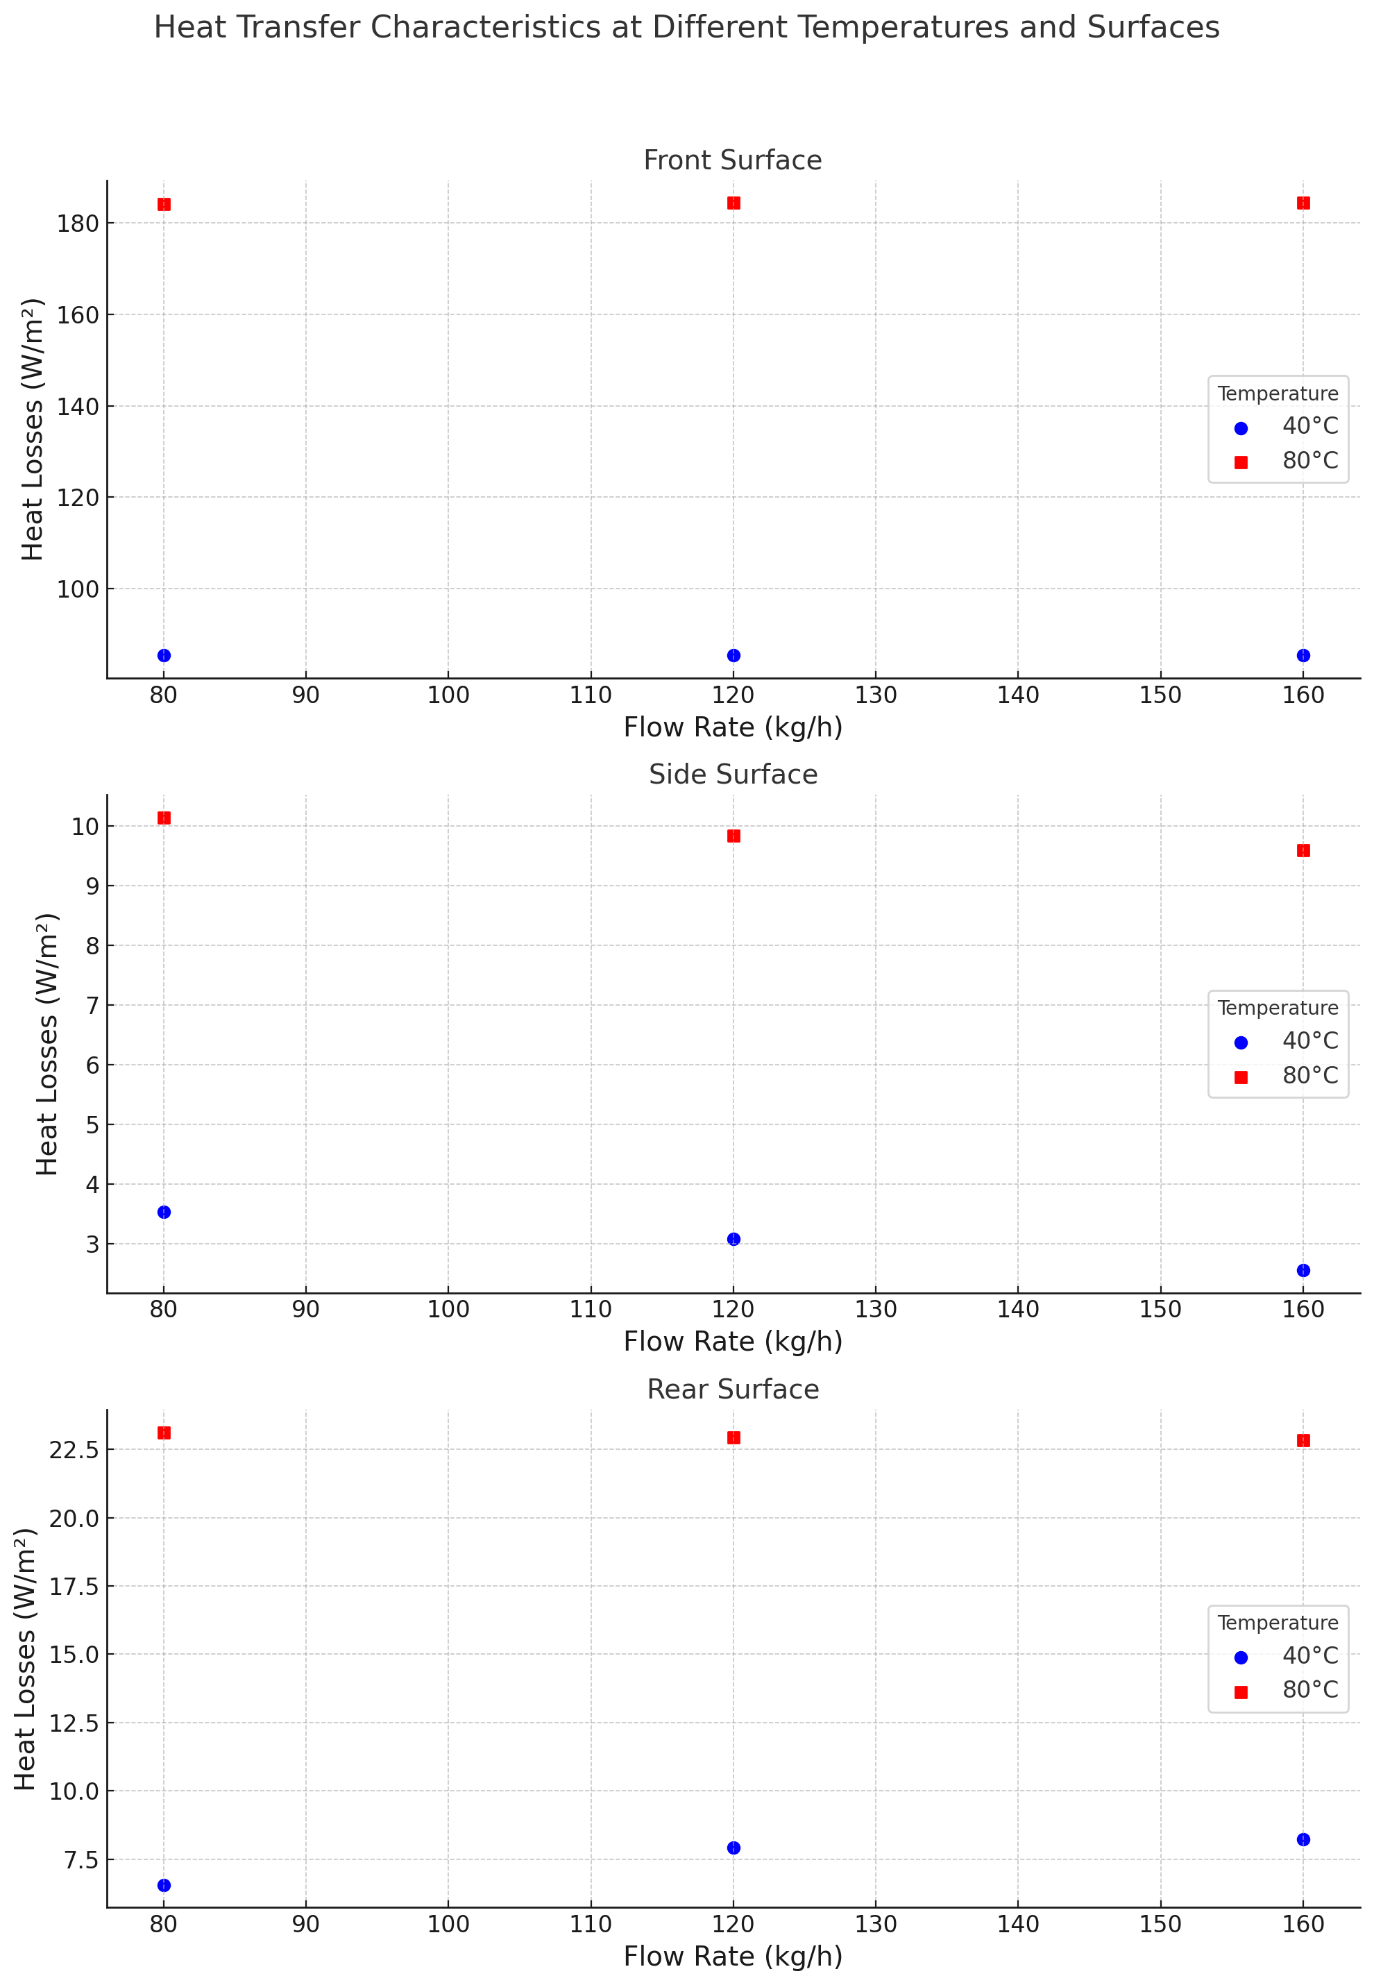 Heat Transfer Characteristics at Different Temperatures and Surfaces
Front Surface
180
160
140
120
100
Heat Losses (W/m²)
Temperature
40°C
80°C
80 90 100 110 120 130 140 150 160
Flow Rate (kg/h)
Side Surface
10
9
8
7
6
5
4
3
Heat Losses (W/m²)
Temperature
40°C
80°C
80 90 100 110 120 130 140 150 160
Flow Rate (kg/h)
Rear Surface
22.5
20.0
17.5
15.0
12.5
10.0
7.5
Heat Losses (W/m²)
Temperature
40°C
80°C
80 90 100 110 120 130 140 150 160
Flow Rate (kg/h)